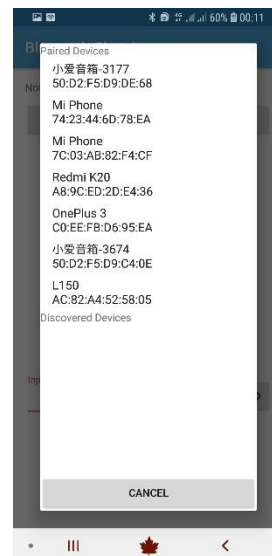 60% 00:11
Bl
Paired Devices
No
小爱音箱-3177
50:D2:F5:D9:DE:68
Mi Phone
74:23:44:6D:78:EA
Mi Phone
7C:03:AB:82:F4:CF
Redmi K20
A8:9C:ED:2D:E4:36
OnePlus 3
C0:EE:FB:D6:95:EA
小爱音箱-3674
50:D2:F5:D9:C4:0E
L150
AC:82:A4:52:58:05
Discovered Devices
Inp
CANCEL